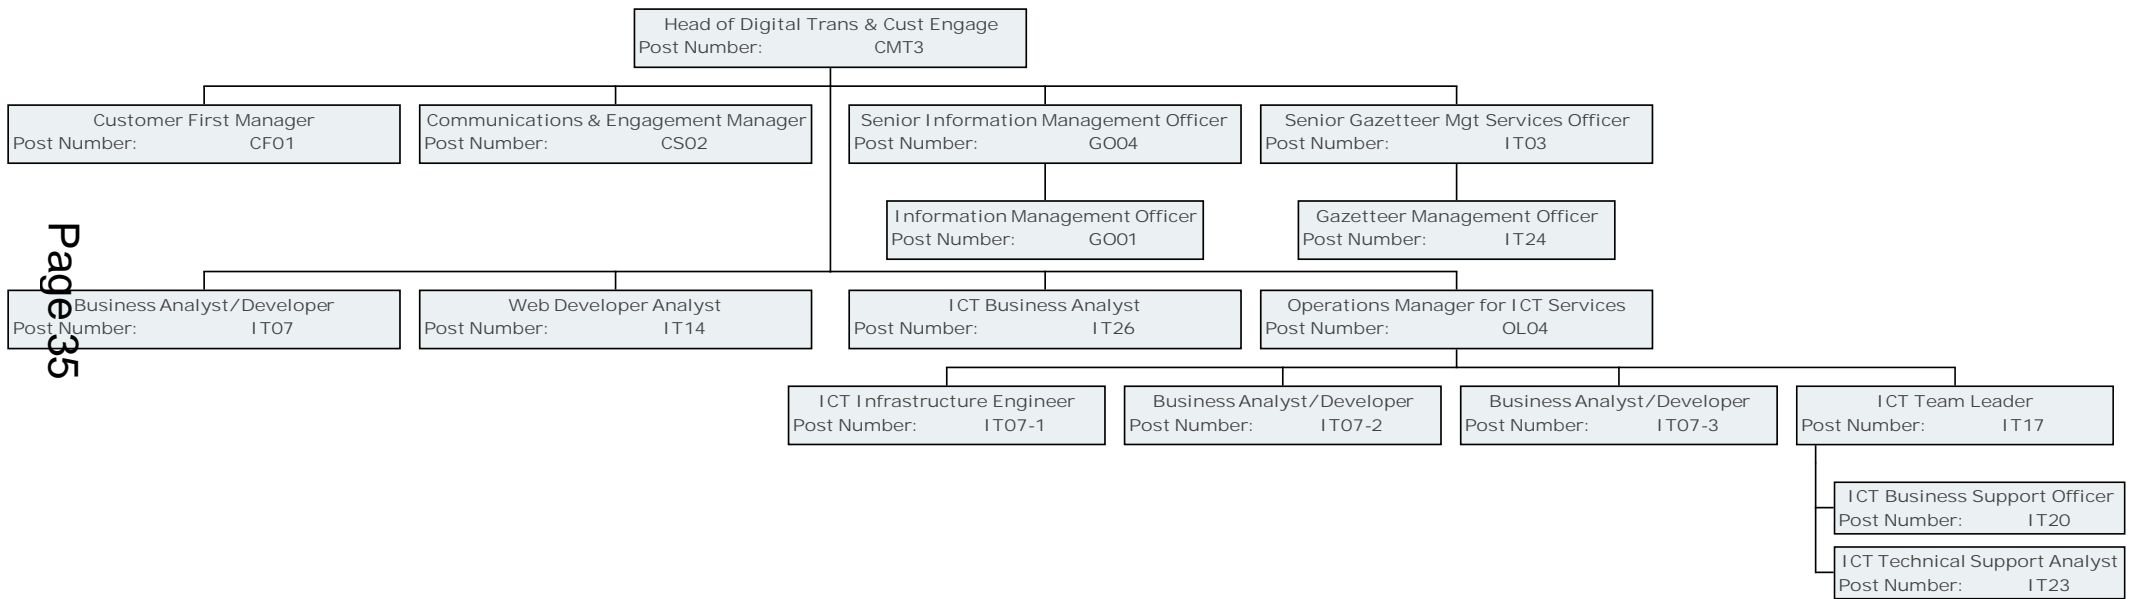 Head of Digital Trans & Cust Engage
Post Number: CMT3
Customer First Manager
Post Number: CF01
Communications & Engagement Manager
Post Number: CS02
Senior Information Management Officer
Post Number: GO04
Senior Gazetteer Mgt Services Officer
Post Number: IT03
Information Management Officer
Post Number: GO01
Gazetteer Management Officer
Post Number: IT24
Page 35
Business Analyst/Developer
Post Number: IT07
Web Developer Analyst
Post Number: IT14
ICT Business Analyst
Post Number: IT26
Operations Manager for ICT Services
Post Number: OL04
ICT Infrastructure Engineer
Post Number: IT07-1
Business Analyst/Developer
Post Number: IT07-2
Business Analyst/Developer
Post Number: IT07-3
ICT Team Leader
Post Number: IT17
ICT Business Support Officer
Post Number: IT20
ICT Technical Support Analyst
Post Number: IT23